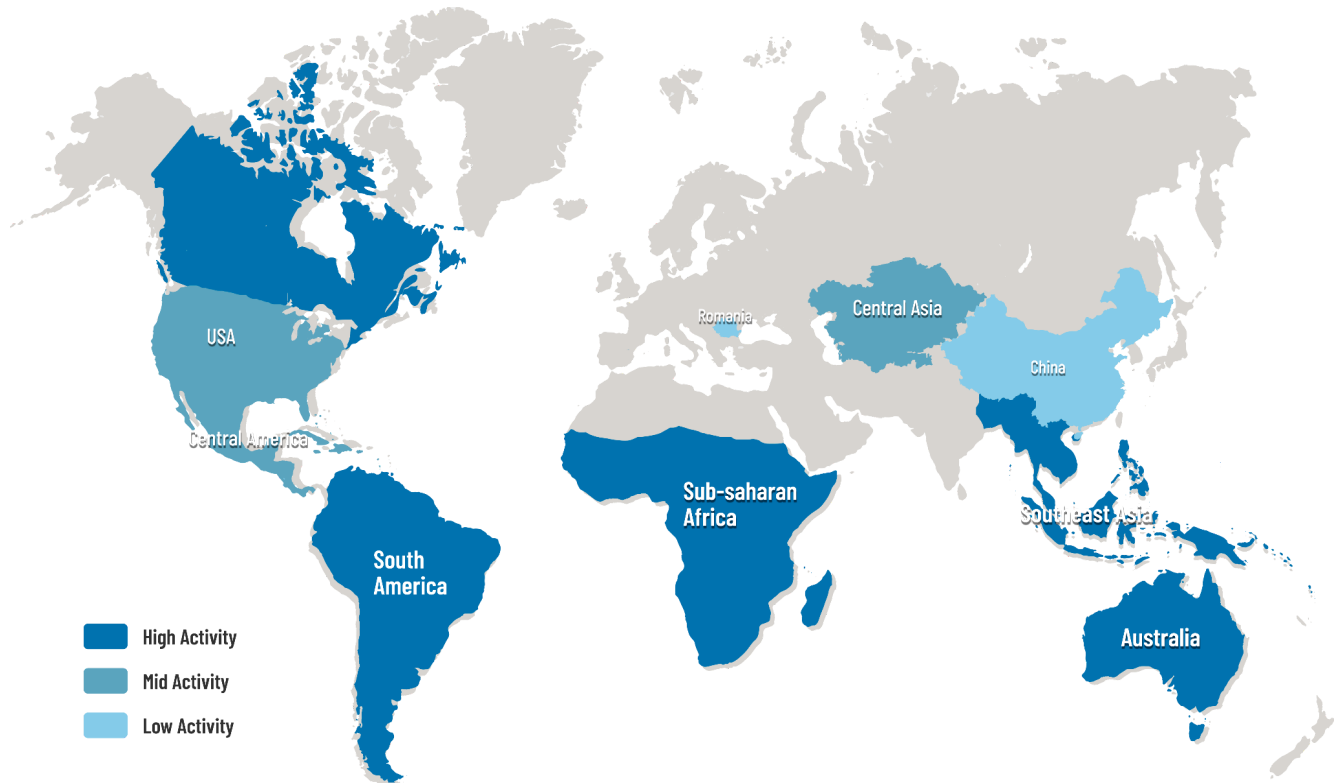 Romania
Central Asia
USA
China
Central America
Sub-saharan
Africa
Southeast Asia
South
America
High Activity
Australia
Mid Activity
Low Activity